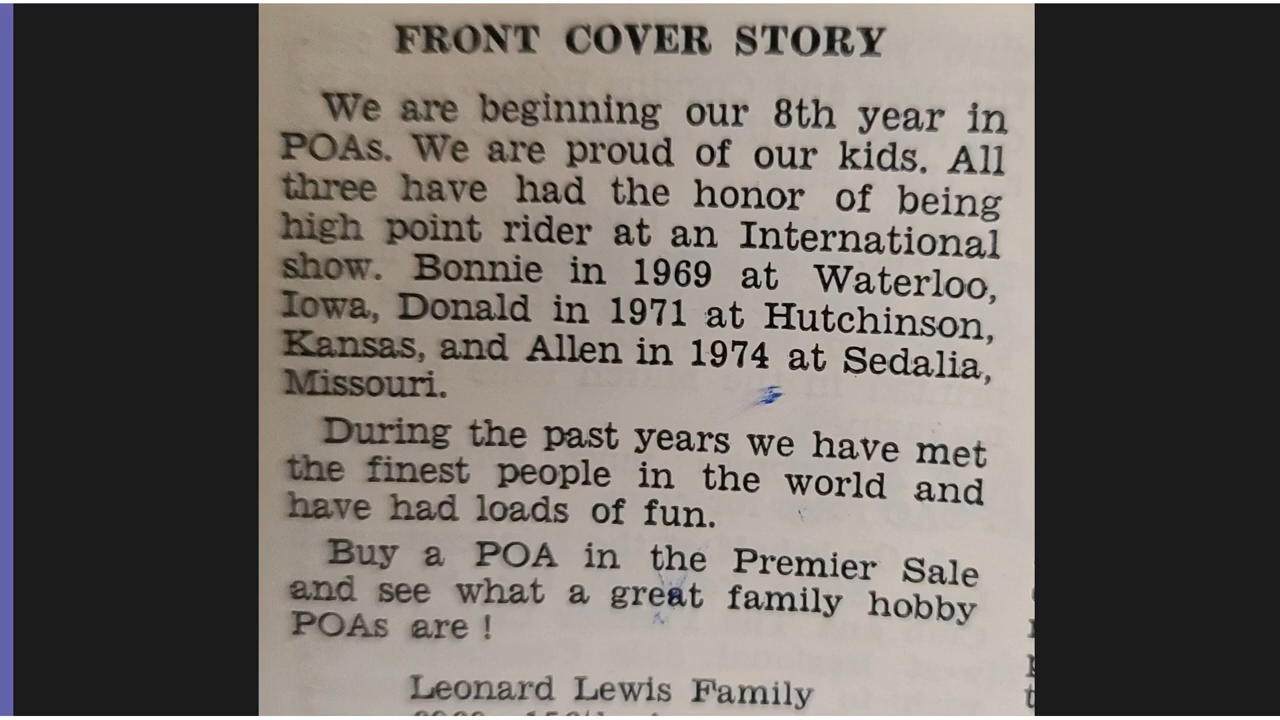 FRONT COVER STORY
We are beginning our 8th year in
POAs. We are proud of our kids. All
three have had the honor of being
high point rider at an International
show. Bonnie in 1969 at Waterloo,
Iowa, Donald in 1971 at Hutchinson,
Kansas, and Allen in 1974 at Sedalia,
Missouri.
During the past years we have met
the finest people in the world and
have had loads of fun.
Buy a POA in the Premier Sale
and see what a great family hobby
POAs are !
Leonard Lewis Family